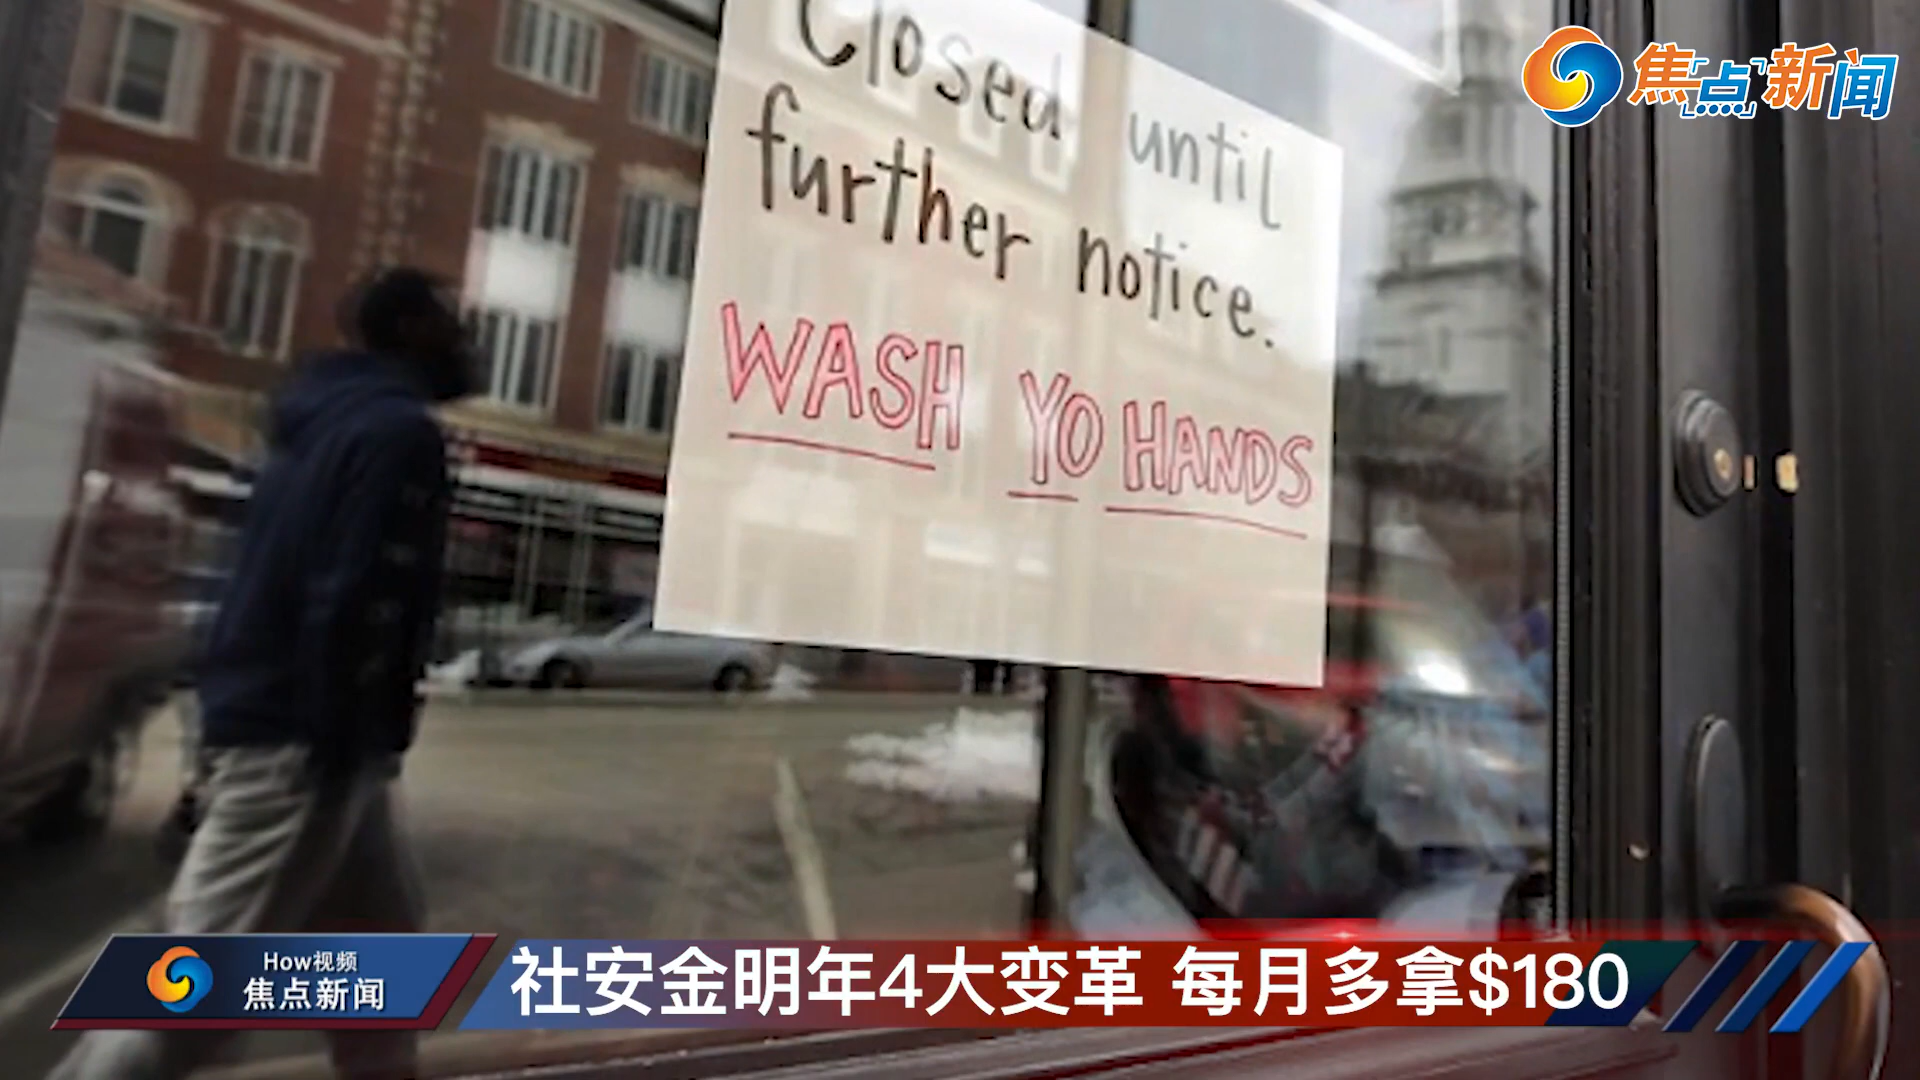 焦点新闻
Closed until
further notice.
WASH YO HANDS
How视频
焦点新闻
社安金明年4大变革 每月多拿$180